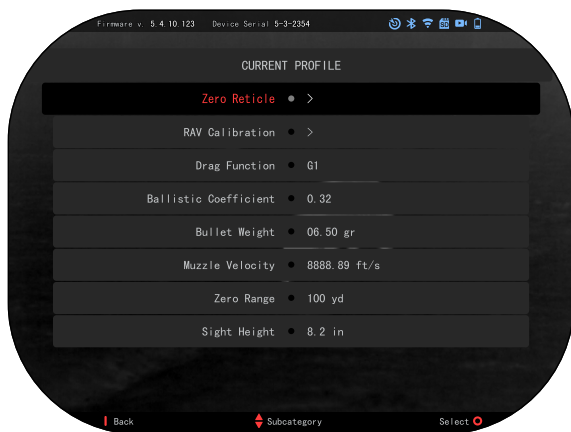 Firmware v. 5.4.10.123 Device Serial 5-3-2354 SD
CURRENT PROFILE
Zero Reticle >
RAV Calibration >
Drag Function G1
Ballistic Coefficient 0.32
Bullet Weight 06.50 gr
Muzzle Velocity 8888.89 ft/s
Zero Range 100 yd
Sight Height 8.2 in
Back Subcategory Select